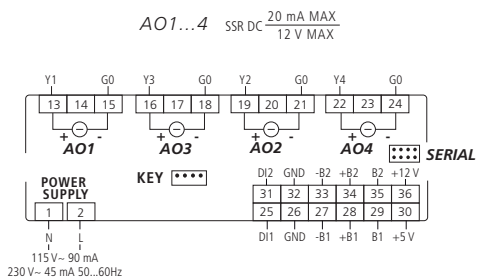 AO1...4 SSR DC 20 mA MAX
12 V MAX
Y1 G0 Y3 G0 Y2 G0 Y4 G0
13 14 15 16 17 18 19 20 21 22 23 24
+ - + - + - + -
AO1 AO3 AO2 AO4
SERIAL
KEY
DI2 GND -B2 +B2 B2 +12 V
POWER
SUPPLY
31 32 33 34 35 36
1 2 25 26 27 28 29 30
N L DI1 GND -B1 +B1 B1 +5 V
115 V~ 90 mA
230 V~ 45 mA 50...60Hz